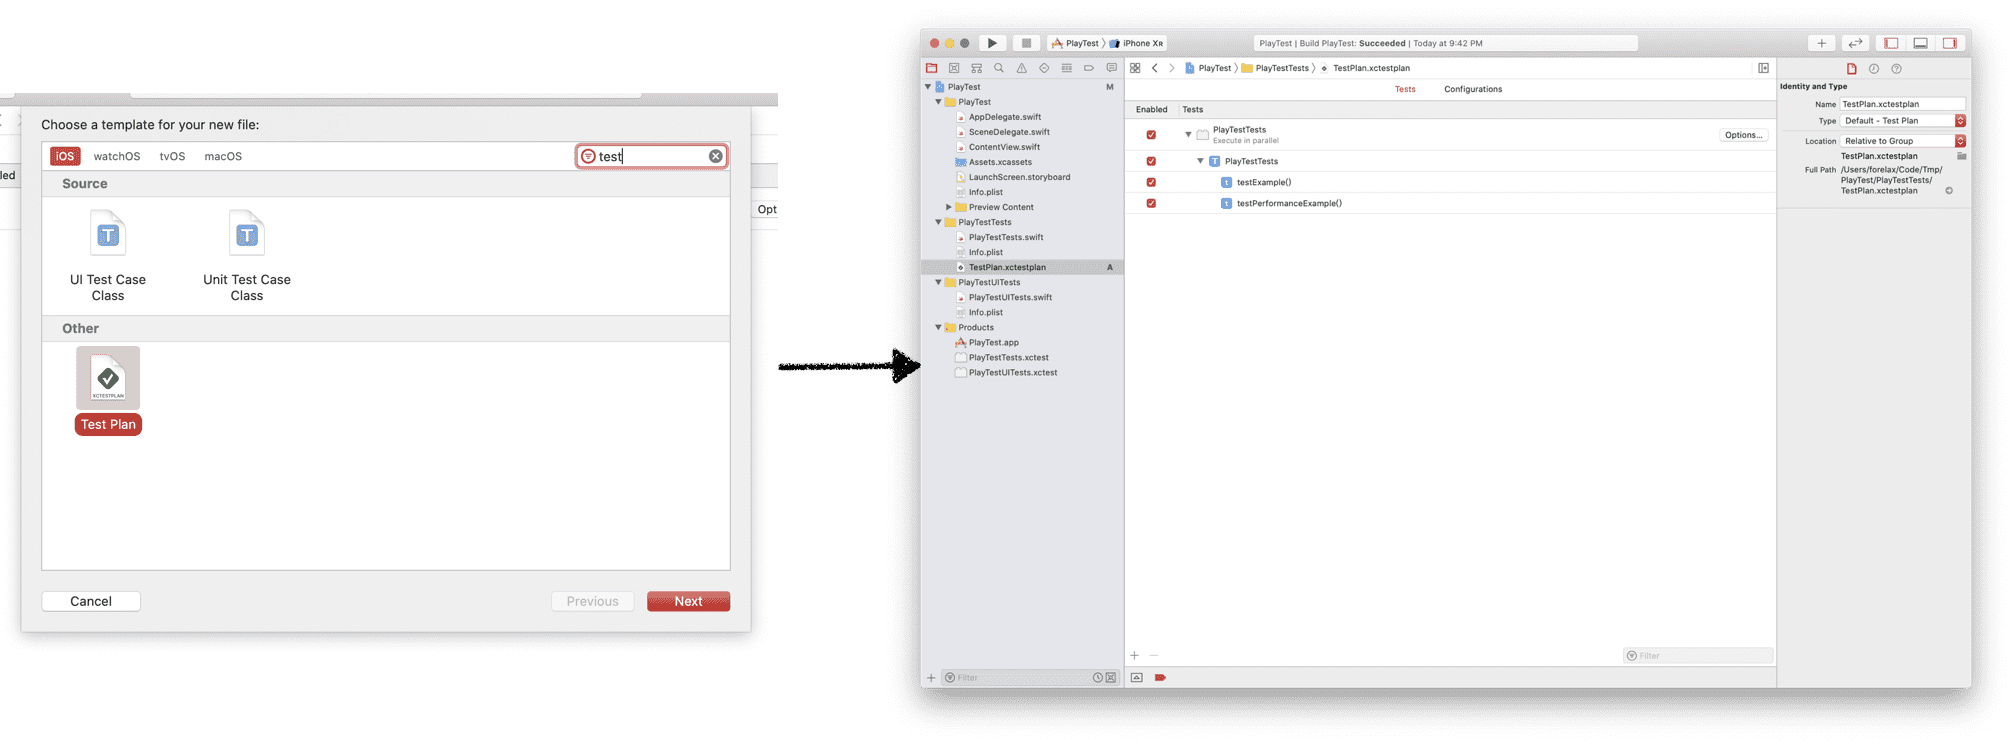 Choose a template for your new file:
led
iOS
watchOS
tvOS
macOS
test
Source
Opt
T
T
UI Test Case
Class
Unit Test Case
Class
Other
XCTESTPLAN
Test Plan
Cancel
Previous
Next
PlayTest
iPhone XR
PlayTest | Build PlayTest: Succeeded | Today at 9:42 PM
PlayTest
M
PlayTest
AppDelegate.swift
SceneDelegate.swift
ContentView.swift
Assets.xcassets
LaunchScreen.storyboard
Info.plist
Preview Content
PlayTestTests
PlayTestTests.swift
Info.plist
TestPlan.xctestplan
A
PlayTestUITests
PlayTestUITests.swift
Info.plist
Products
PlayTest.app
PlayTestTests.xctest
PlayTestUITests.xctest
Filter
PlayTest
PlayTestTests
TestPlan.xctestplan
Tests
Configurations
Enabled
Tests
PlayTestTests
Execute in parallel
Options...
T
PlayTestTests
t
testExample()
t
testPerformanceExample()
Filter
Identity and Type
Name
TestPlan.xctestplan
Type
Default - Test Plan
Location
Relative to Group
TestPlan.xctestplan
Full Path
/Users/forelax/Code/Tmp/
PlayTest/PlayTestTests/
TestPlan.xctestplan